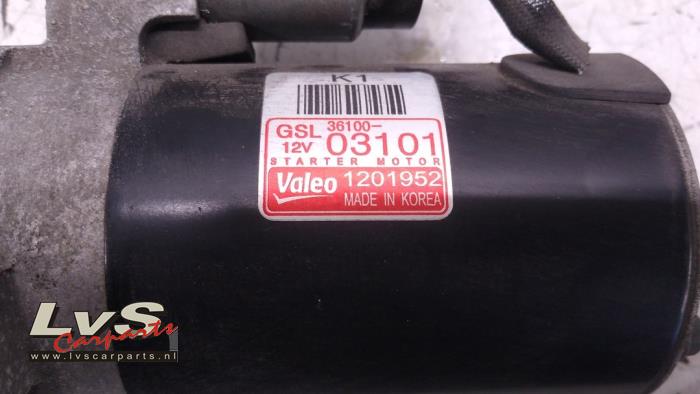 K1
GSL 36100-
12V 03101
STARTER MOTOR
Valeo 1201952
MADE IN KOREA
LvS
Carparts
www.lvscarparts.nl